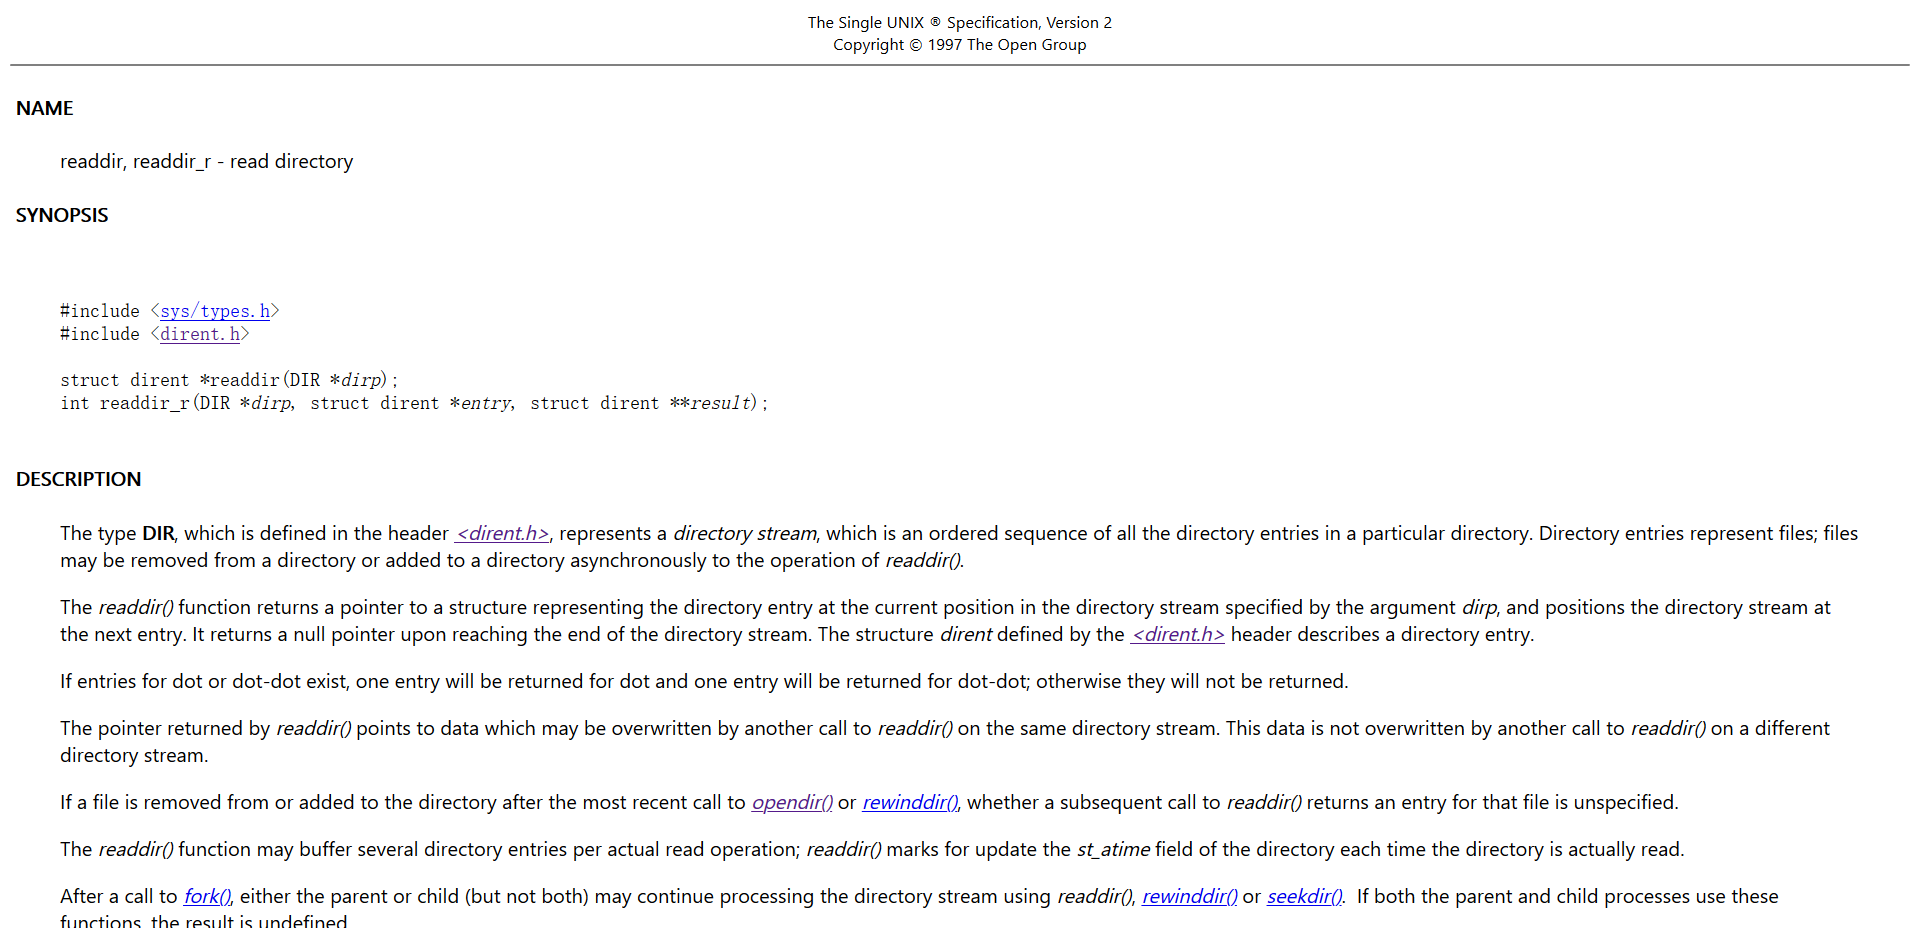 The Single UNIX ® Specification, Version 2
Copyright © 1997 The Open Group
NAME
readdir, readdir_r - read directory
SYNOPSIS
#include <sys/types.h>
#include <dirent.h>
struct dirent *readdir(DIR *dirp);
int readdir_r(DIR *dirp, struct dirent *entry, struct dirent **result);
DESCRIPTION
The type DIR, which is defined in the header <dirent.h>, represents a directory stream, which is an ordered sequence of all the directory entries in a particular directory. Directory entries represent files; files
may be removed from a directory or added to a directory asynchronously to the operation of readdir().
The readdir() function returns a pointer to a structure representing the directory entry at the current position in the directory stream specified by the argument dirp, and positions the directory stream at
the next entry. It returns a null pointer upon reaching the end of the directory stream. The structure dirent defined by the <dirent.h> header describes a directory entry.
If entries for dot or dot-dot exist, one entry will be returned for dot and one entry will be returned for dot-dot; otherwise they will not be returned.
The pointer returned by readdir() points to data which may be overwritten by another call to readdir() on the same directory stream. This data is not overwritten by another call to readdir() on a different
directory stream.
If a file is removed from or added to the directory after the most recent call to opendir() or rewinddir(), whether a subsequent call to readdir() returns an entry for that file is unspecified.
The readdir() function may buffer several directory entries per actual read operation; readdir() marks for update the st_atime field of the directory each time the directory is actually read.
After a call to fork(), either the parent or child (but not both) may continue processing the directory stream using readdir(), rewinddir() or seekdir(). If both the parent and child processes use these
functions, the result is undefined.